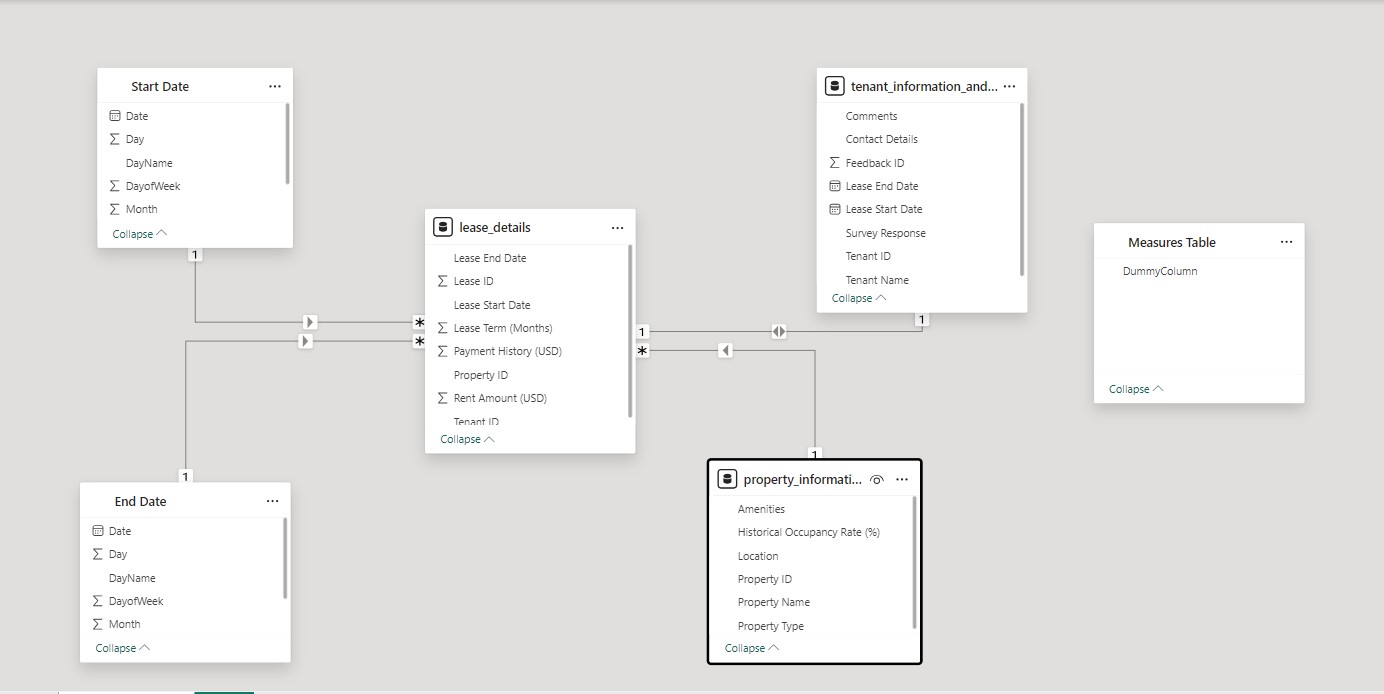 Start Date
Date
Day
DayName
DayofWeek
Month
Collapse
1
*
End Date
1
*
Date
Day
DayName
DayofWeek
Month
Collapse
lease_details
Lease End Date
Lease ID
Lease Start Date
Lease Term (Months)
Payment History (USD)
Property ID
Rent Amount (USD)
Tenant ID
Collapse
1
*
tenant_information_and...
Comments
Contact Details
Feedback ID
Lease End Date
Lease Start Date
Survey Response
Tenant ID
Tenant Name
Collapse
1
1
property_informati...
Amenities
Historical Occupancy Rate (%)
Location
Property ID
Property Name
Property Type
Collapse
Measures Table
DummyColumn
Collapse